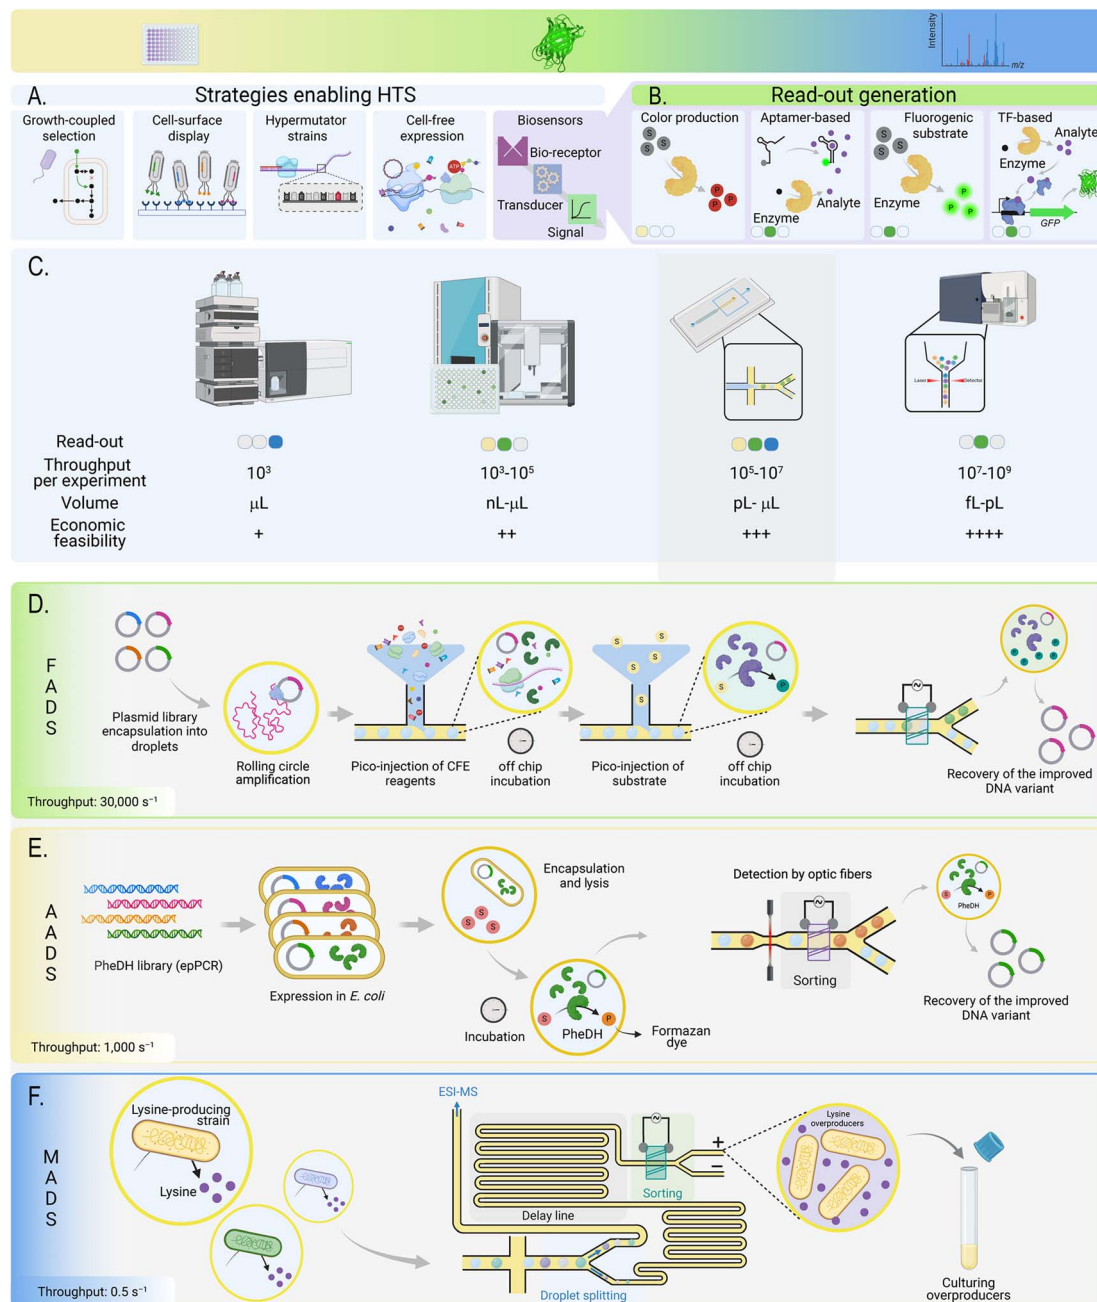 Intensity
m/z
A.
Strategies enabling HTS
Growth-coupled
selection
Cell-surface
display
Hypermutator
strains
Cell-free
expression
ATP
Biosensors
Bio-receptor
Transducer
Signal
B.
Read-out generation
Color production
S
S
S
P
P
P
Aptamer-based
Enzyme
Analyte
Fluorogenic
substrate
S
S
S
Enzyme
P
P
P
TF-based
Analyte
Enzyme
GFP
C.
Laser
Detector
Read-out
Throughput
per experiment
10³
10³-10⁵
10⁵-10⁷
10⁷-10⁹
Volume
µL
nL-µL
pL- µL
fL-pL
Economic
feasibility
+
++
+++
++++
D.
F
A
D
S
Plasmid library
encapsulation into
droplets
Rolling circle
amplification
Pico-injection of CFE
reagents
off chip
incubation
S
S
S
S
S
S
Pico-injection of
substrate
S
P
off chip
incubation
P
P
P
P
P
P
Recovery of the improved
DNA variant
Throughput: 30,000 s⁻¹
E.
A
A
D
S
PheDH library (epPCR)
Expression in E. coli
Encapsulation
and lysis
S
S
S
S
Incubation
S
P
PheDH
Formazan
dye
Detection by optic fibers
Sorting
S
P
PheDH
Recovery of the improved
DNA variant
Throughput: 1,000 s⁻¹
F.
M
A
D
S
Lysine-producing
strain
Lysine
ESI-MS
Delay line
Sorting
+
−
Droplet splitting
Lysine
overproducers
Culturing
overproducers
Throughput: 0.5 s⁻¹